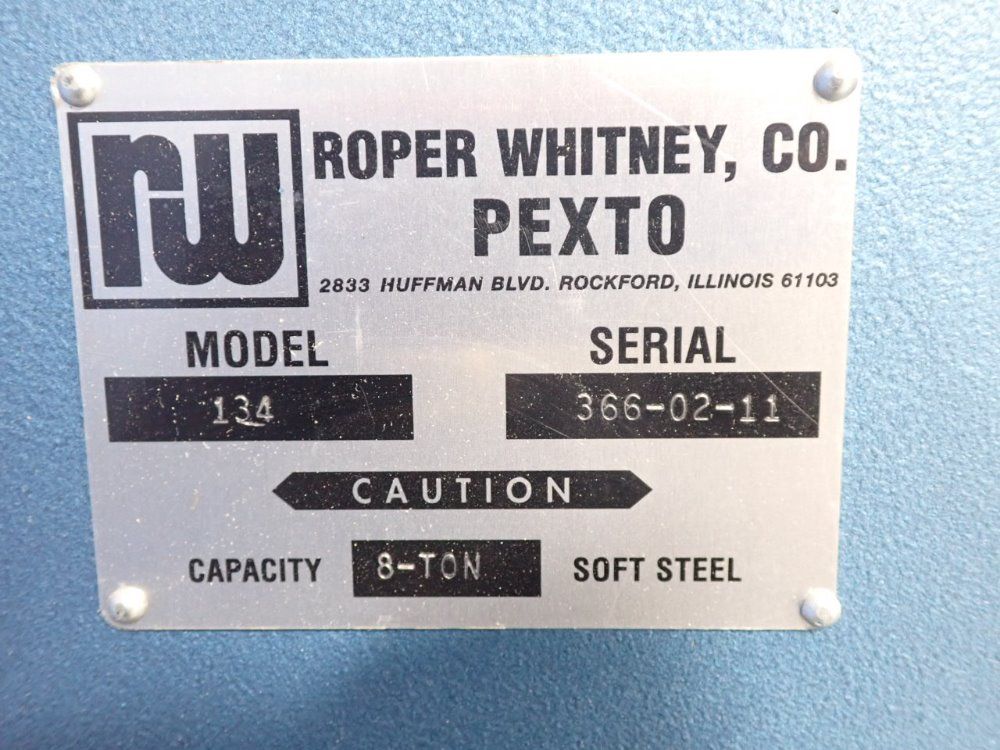 rw
ROPER WHITNEY, CO.
PEXTO
2833 HUFFMAN BLVD. ROCKFORD, ILLINOIS 61103
MODEL SERIAL
134 366-02-11
CAUTION
CAPACITY 8-TON SOFT STEEL